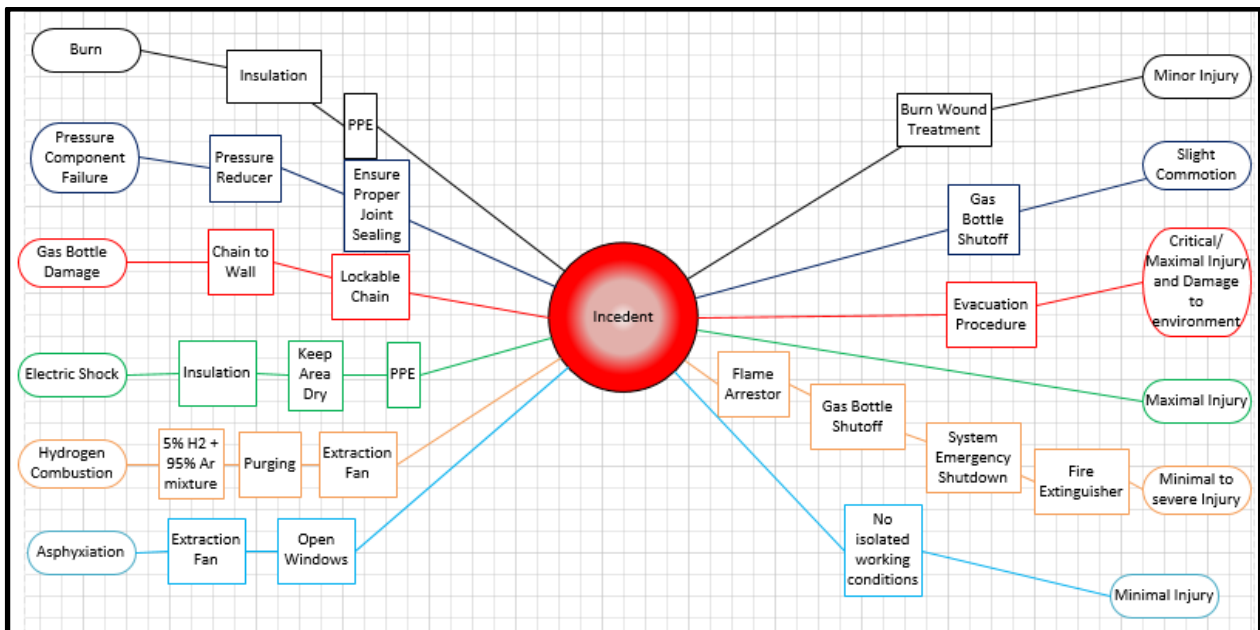 Burn
Insulation
PPE
Pressure
Component
Failure
Pressure
Reducer
Ensure
Proper
Joint
Sealing
Gas Bottle
Damage
Chain to
Wall
Lockable
Chain
Electric Shock
Insulation
Keep
Area
Dry
PPE
Hydrogen
Combustion
5% H2 +
95% Ar
mixture
Purging
Extraction
Fan
Asphyxiation
Extraction
Fan
Open
Windows
Incedent
Burn Wound
Treatment
Minor Injury
Gas
Bottle
Shutoff
Slight
Commotion
Evacuation
Procedure
Critical/
Maximal Injury
and Damage
to
environment
Maximal Injury
Flame
Arrestor
Gas Bottle
Shutoff
System
Emergency
Shutdown
Fire
Extinguisher
Minimal to
severe Injury
No
isolated
working
conditions
Minimal Injury